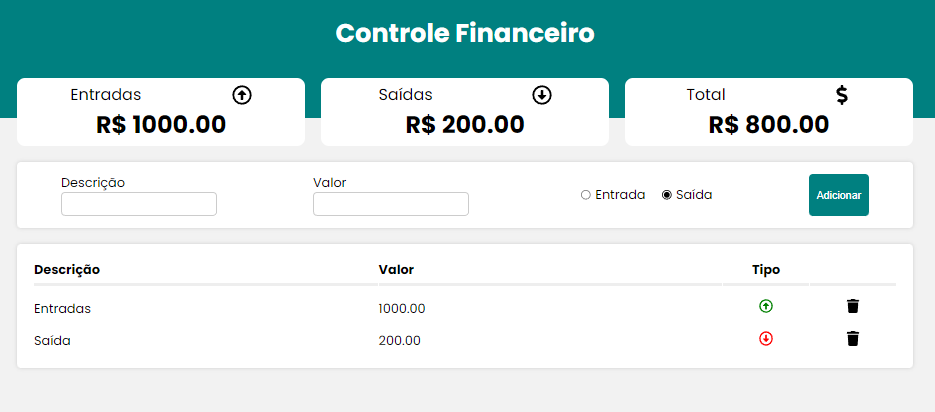 Controle Financeiro
Entradas
R$ 1000.00
Saídas
R$ 200.00
Total
R$ 800.00
Descrição
Valor
Entrada
Saída
Adicionar
Descrição Valor Tipo
Entradas 1000.00
Saída 200.00